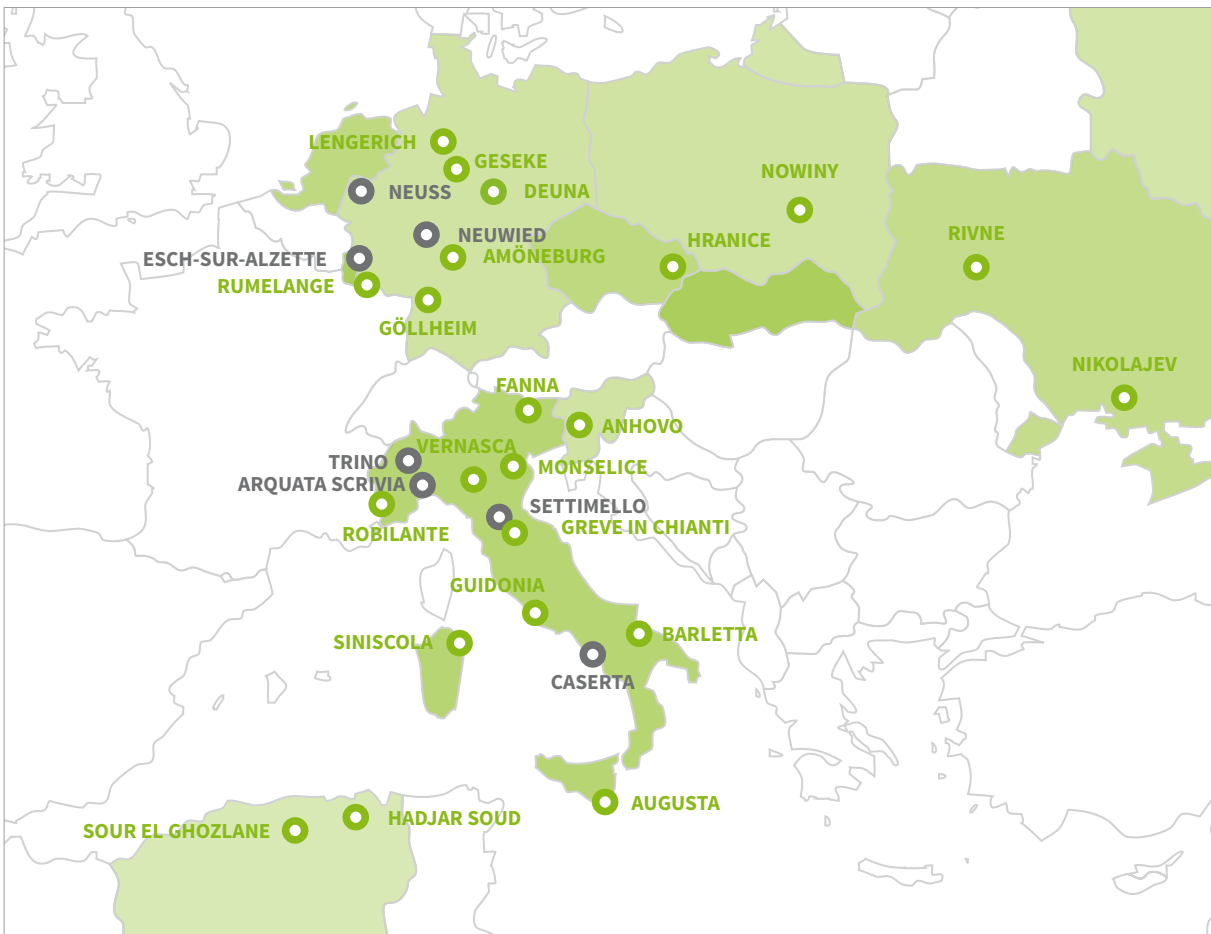 LENGERICH
GESEKE
NOWINY
NEUSS
DEUNA
RIVNE
NEUWIED
HRANICE
ESCH-SUR-ALZETTE
AMÖNEBURG
RUMELANGE
GÖLLHEIM
NIKOLAJEV
FANNA
ANHOVO
VERNASCA
TRINO
MONSELICE
ARQUATA SCRIVIA
SETTIMELLO
GREVE IN CHIANTI
ROBILANTE
GUIDONIA
BARLETTA
SINISCOLA
CASERTA
AUGUSTA
HADJAR SOUD
SOUR EL GHOZLANE